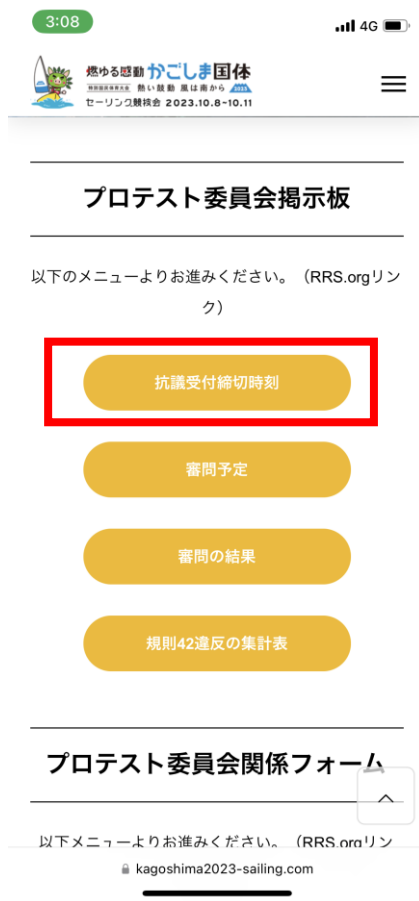 3:08
4G
燃ゆる感動 かごしま国体
特別国民体育大会 熱い鼓動 風は南から 2023
セーリング競技会 2023.10.8-10.11
プロテスト委員会掲示板
以下のメニューよりお進みください。（RRS.orgリン
ク）
抗議受付締切時刻
審問予定
審問の結果
規則42違反の集計表
プロテスト委員会関係フォーム
以下メニューよりお進みください。（RRS.orgリン
kagoshima2023-sailing.com